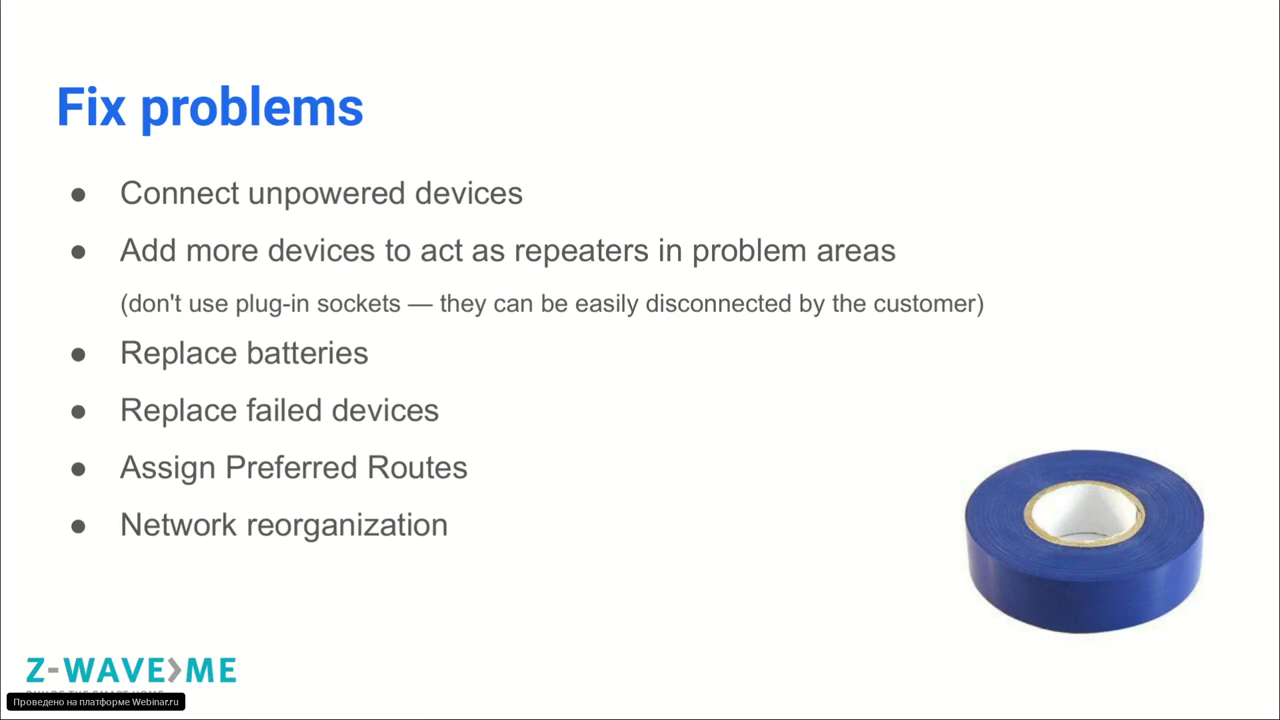 Fix problems
● Connect unpowered devices
● Add more devices to act as repeaters in problem areas
(don't use plug-in sockets — they can be easily disconnected by the customer)
● Replace batteries
● Replace failed devices
● Assign Preferred Routes
● Network reorganization
Z-WAVE>ME
Проведено на платформе Webinar.ru